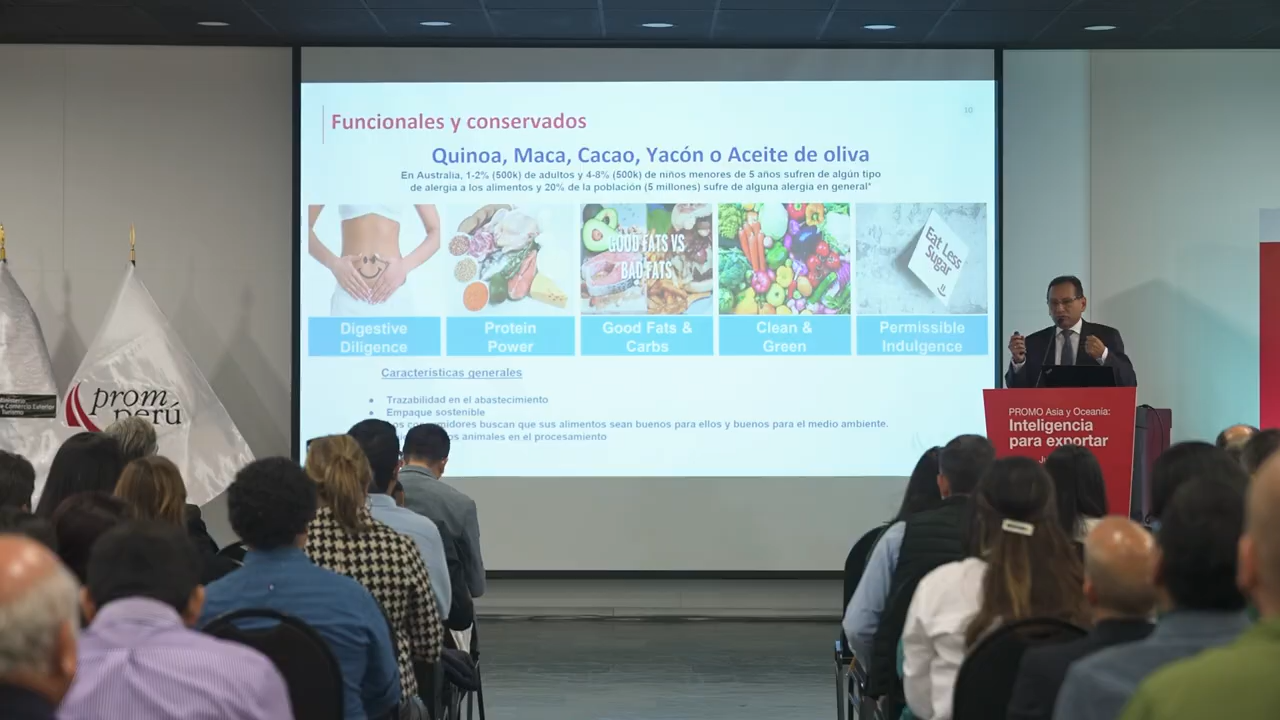 10
Funcionales y conservados
Quinoa, Maca, Cacao, Yacón o Aceite de oliva
En Australia, 1-2% (500k) de adultos y 4-8% (500k) de niños menores de 5 años sufren de algún tipo
de alergia a los alimentos y 20% de la población (5 millones) sufre de alguna alergia en general*
GOOD FATS VS
BAD FATS
Eat Less
Sugar
Digestive
Diligence
Protein
Power
Good Fats &
Carbs
Clean &
Green
Permissible
Indulgence
Características generales
Trazabilidad en el abastecimiento
Empaque sostenible
consumidores buscan que sus alimentos sean buenos para ellos y buenos para el medio ambiente.
animales en el procesamiento
Ministerio
de Comercio Exterior
y Turismo
prom
perú
PROMO Asia y Oceanía:
Inteligencia
para exportar